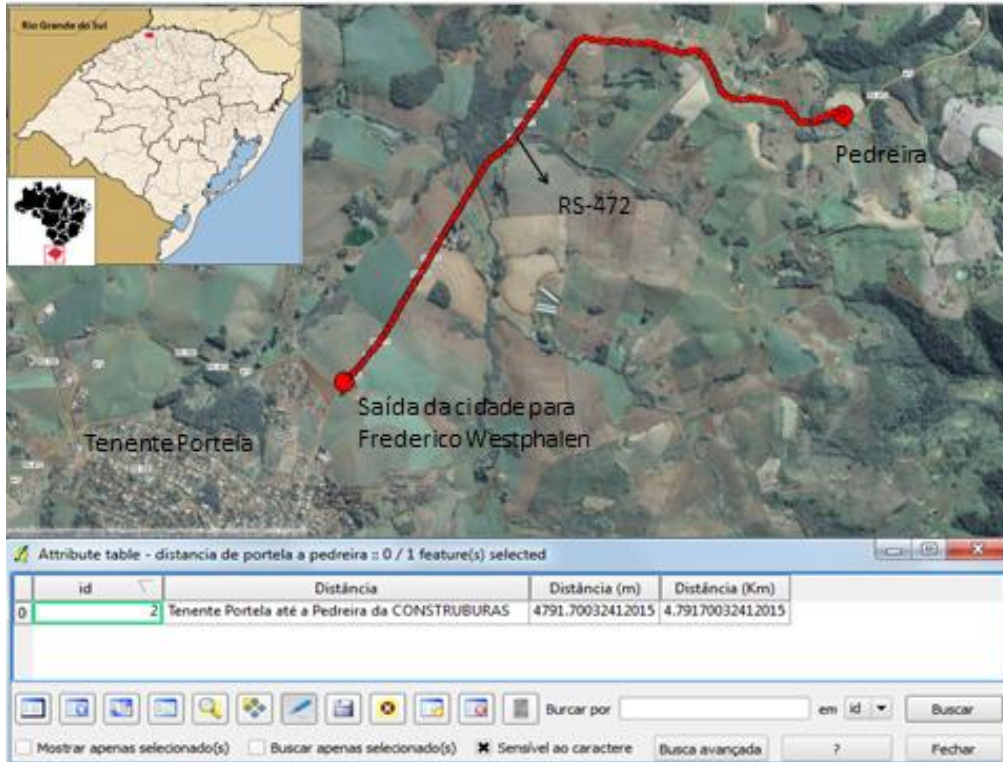 Rio Grande do Sul
Pedreira
RS-472
Saída da cidade para
Frederico Westphalen
Tenente Portela
Attribute table - distancia de portela a pedreira :: 0 / 1 feature(s) selected
id Distância Distância (m) Distância (Km)
0 2 Tenente Portela até a Pedreira da CONSTRUBURAS 4791.70032412015 4.79170032412015
Burcar por em id Buscar
Mostrar apenas selecionado(s) Buscar apenas selecionado(s) Sensível ao caractere Busca avançada ? Fechar